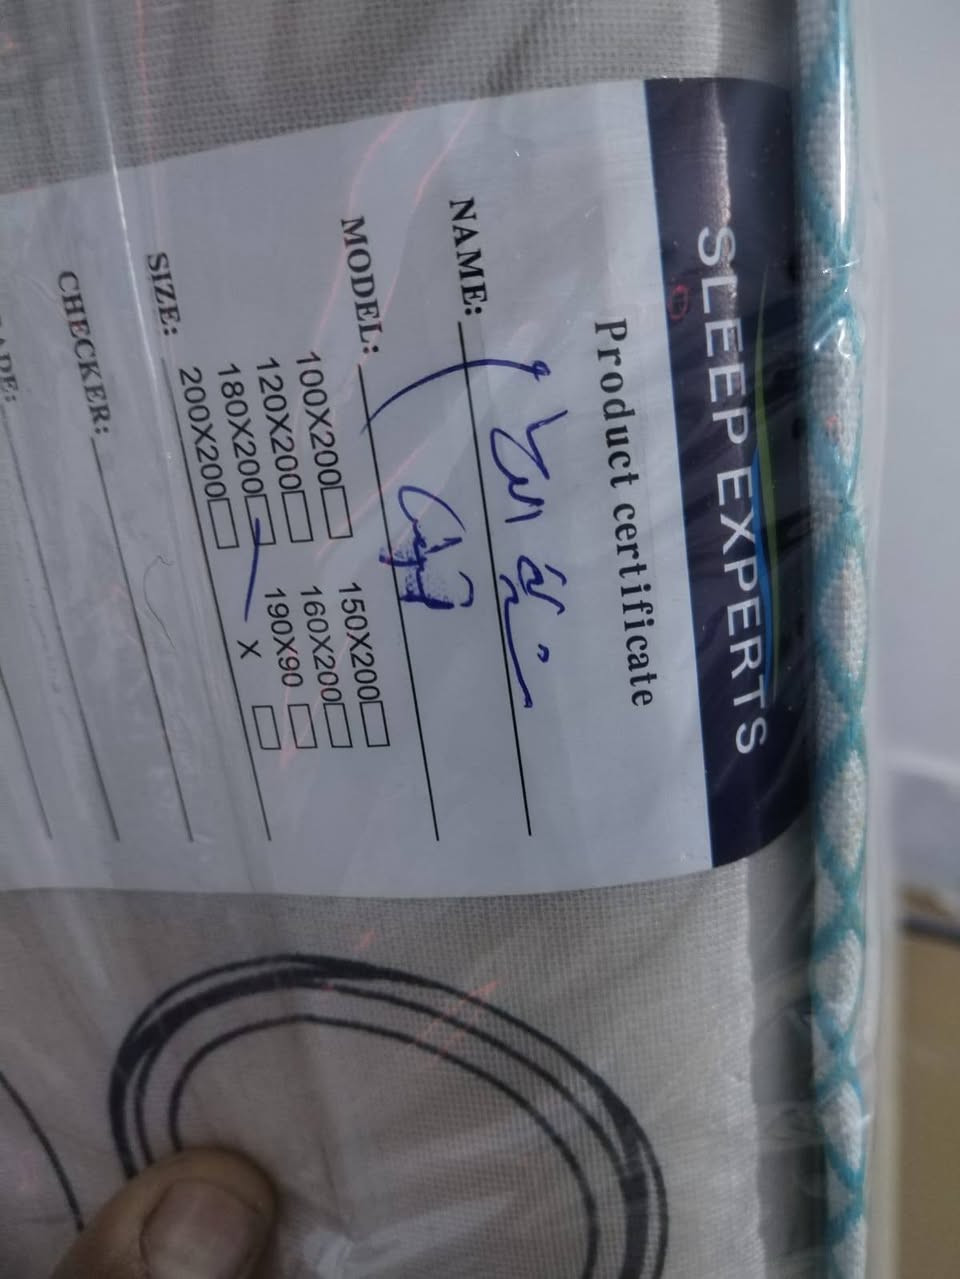 SLEEP EXPERTS
Product certificate
NAME:
MODEL:
100X200□ 150X200□
120X200□ 160X200□
180X200□ 190X90 □
200X200□ X □
SIZE:
CHECKER: